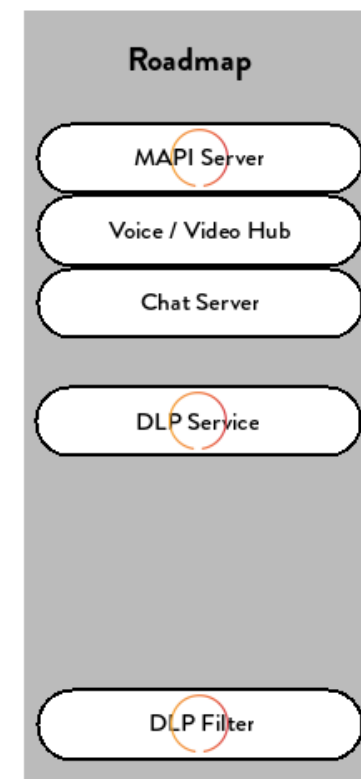 Roadmap
MAPI Server
Voice / Video Hub
Chat Server
DLP Service
DLP Filter